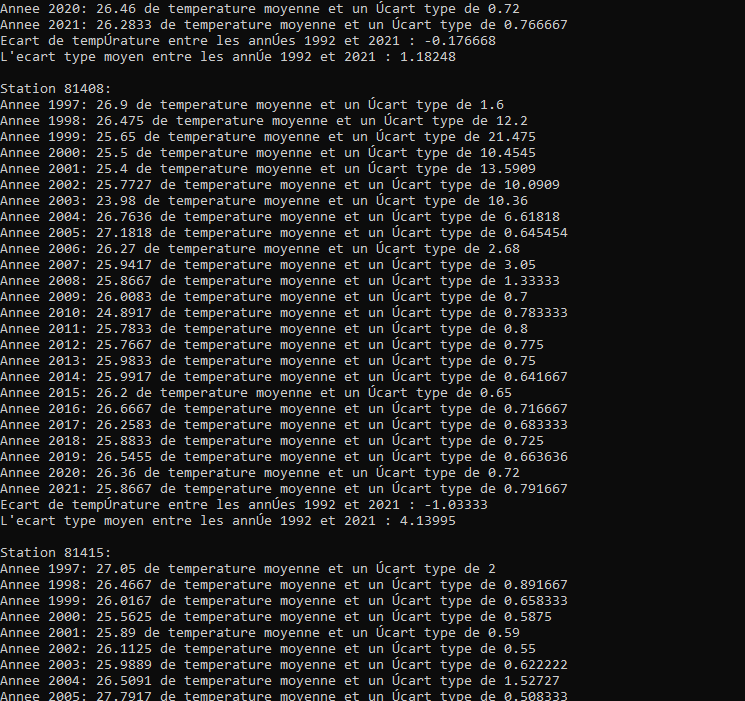 Annee 2020: 26.46 de temperature moyenne et un Úcart type de 0.72
Annee 2021: 26.2833 de temperature moyenne et un Úcart type de 0.766667
Ecart de tempÚrature entre les annÚes 1992 et 2021 : -0.176668
L'ecart type moyen entre les annÚe 1992 et 2021 : 1.18248

Station 81408:
Annee 1997: 26.9 de temperature moyenne et un Úcart type de 1.6
Annee 1998: 26.475 de temperature moyenne et un Úcart type de 12.2
Annee 1999: 25.65 de temperature moyenne et un Úcart type de 21.475
Annee 2000: 25.5 de temperature moyenne et un Úcart type de 10.4545
Annee 2001: 25.4 de temperature moyenne et un Úcart type de 13.5909
Annee 2002: 25.7727 de temperature moyenne et un Úcart type de 10.0909
Annee 2003: 23.98 de temperature moyenne et un Úcart type de 10.36
Annee 2004: 26.7636 de temperature moyenne et un Úcart type de 6.61818
Annee 2005: 27.1818 de temperature moyenne et un Úcart type de 0.645454
Annee 2006: 26.27 de temperature moyenne et un Úcart type de 2.68
Annee 2007: 25.9417 de temperature moyenne et un Úcart type de 3.05
Annee 2008: 25.8667 de temperature moyenne et un Úcart type de 1.33333
Annee 2009: 26.0083 de temperature moyenne et un Úcart type de 0.7
Annee 2010: 24.8917 de temperature moyenne et un Úcart type de 0.783333
Annee 2011: 25.7833 de temperature moyenne et un Úcart type de 0.8
Annee 2012: 25.7667 de temperature moyenne et un Úcart type de 0.775
Annee 2013: 25.9833 de temperature moyenne et un Úcart type de 0.75
Annee 2014: 25.9917 de temperature moyenne et un Úcart type de 0.641667
Annee 2015: 26.2 de temperature moyenne et un Úcart type de 0.65
Annee 2016: 26.6667 de temperature moyenne et un Úcart type de 0.716667
Annee 2017: 26.2583 de temperature moyenne et un Úcart type de 0.683333
Annee 2018: 25.8833 de temperature moyenne et un Úcart type de 0.725
Annee 2019: 26.5455 de temperature moyenne et un Úcart type de 0.663636
Annee 2020: 26.36 de temperature moyenne et un Úcart type de 0.72
Annee 2021: 25.8667 de temperature moyenne et un Úcart type de 0.791667
Ecart de tempÚrature entre les annÚes 1992 et 2021 : -1.03333
L'ecart type moyen entre les annÚe 1992 et 2021 : 4.13995

Station 81415:
Annee 1997: 27.05 de temperature moyenne et un Úcart type de 2
Annee 1998: 26.4667 de temperature moyenne et un Úcart type de 0.891667
Annee 1999: 26.0167 de temperature moyenne et un Úcart type de 0.658333
Annee 2000: 25.5625 de temperature moyenne et un Úcart type de 0.5875
Annee 2001: 25.89 de temperature moyenne et un Úcart type de 0.59
Annee 2002: 26.1125 de temperature moyenne et un Úcart type de 0.55
Annee 2003: 25.9889 de temperature moyenne et un Úcart type de 0.622222
Annee 2004: 26.5091 de temperature moyenne et un Úcart type de 1.52727
Annee 2005: 27.7917 de temperature moyenne et un Úcart type de 0.508333